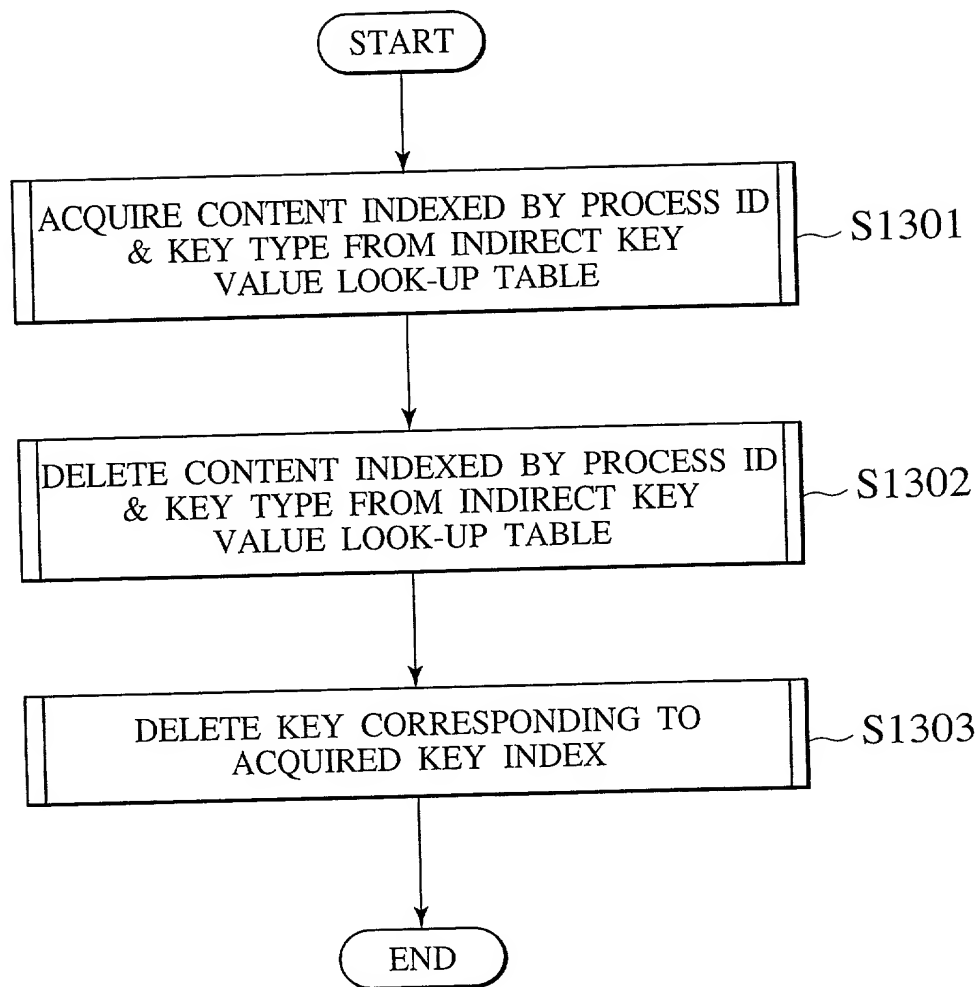 START
ACQUIRE CONTENT INDEXED BY PROCESS ID
& KEY TYPE FROM INDIRECT KEY
VALUE LOOK-UP TABLE
S1301
DELETE CONTENT INDEXED BY PROCESS ID
& KEY TYPE FROM INDIRECT KEY
VALUE LOOK-UP TABLE
S1302
DELETE KEY CORRESPONDING TO
ACQUIRED KEY INDEX
S1303
END